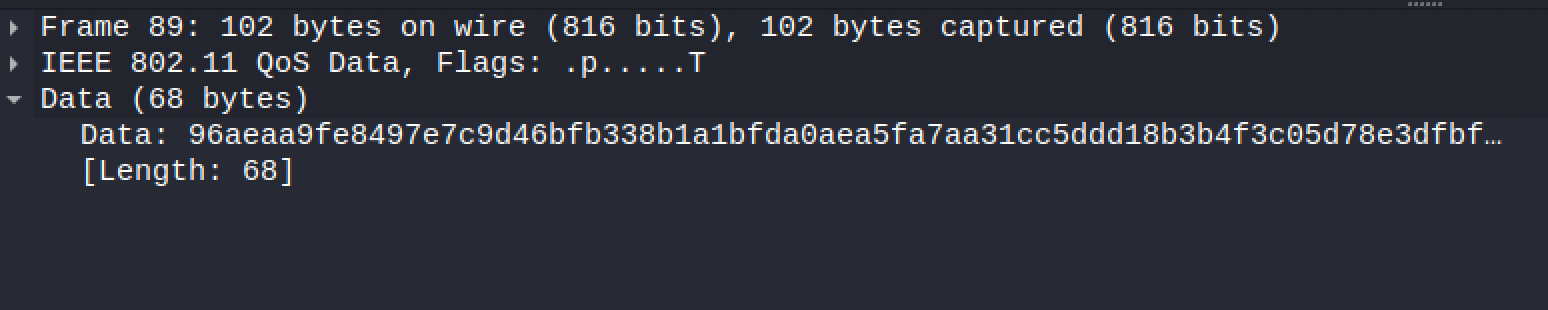 Frame 89: 102 bytes on wire (816 bits), 102 bytes captured (816 bits)
IEEE 802.11 QoS Data, Flags: .p.....T
Data (68 bytes)
Data: 96aeaa9fe8497e7c9d46bfb338b1a1bfda0aea5fa7aa31cc5ddd18b3b4f3c05d78e3dfbf…
[Length: 68]